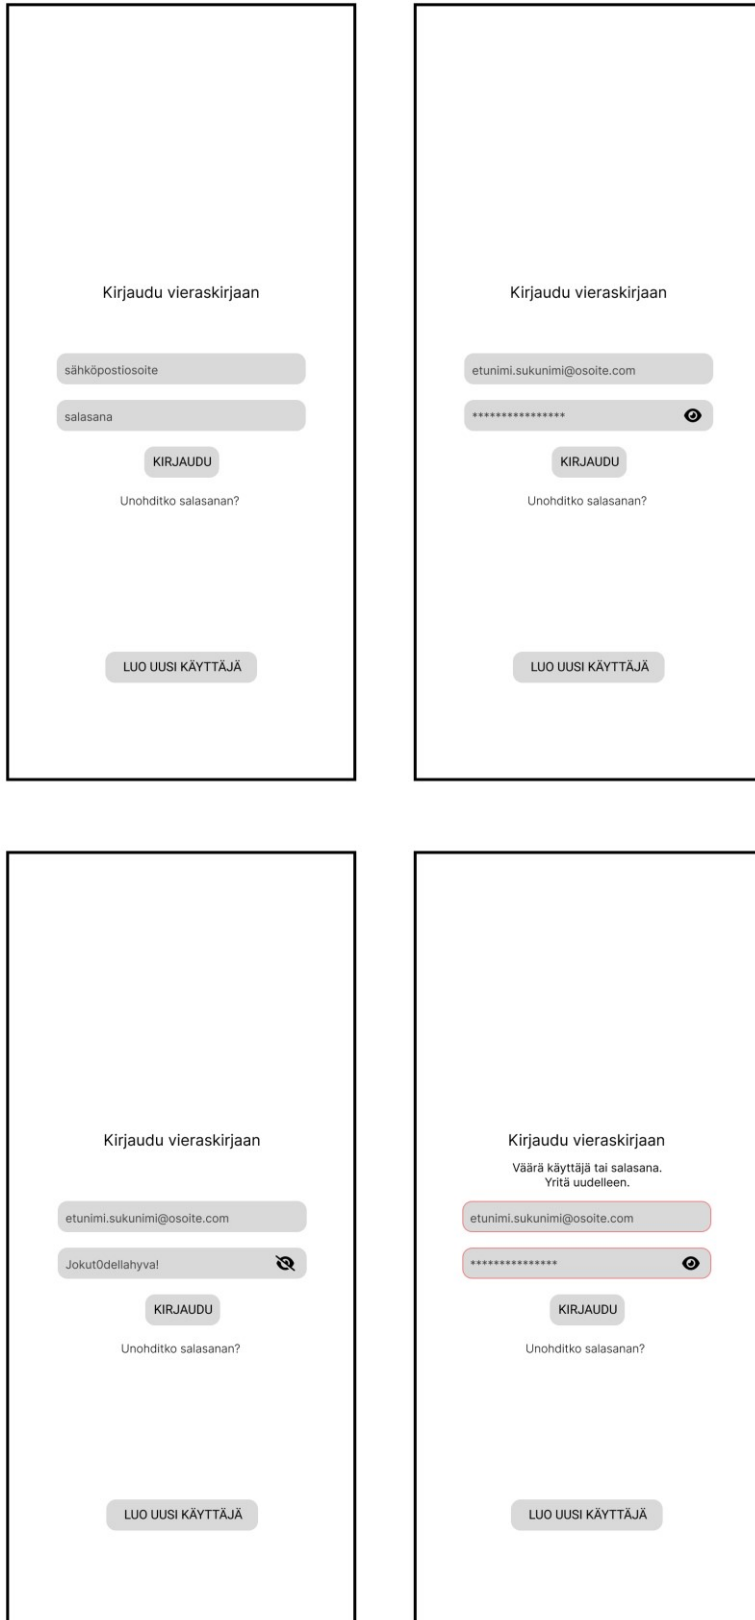 Kirjaudu vieraskirjaan
sähköpostiosoite
salasana
KIRJAUDU
Unohditko salasanan?
LUO UUSI KÄYTTÄJÄ
Kirjaudu vieraskirjaan
etunimi.sukunimi@osoite.com
****************
KIRJAUDU
Unohditko salasanan?
LUO UUSI KÄYTTÄJÄ
Kirjaudu vieraskirjaan
etunimi.sukunimi@osoite.com
Jokut0dellahyva!
KIRJAUDU
Unohditko salasanan?
LUO UUSI KÄYTTÄJÄ
Kirjaudu vieraskirjaan
Väärä käyttäjä tai salasana.
Yritä uudelleen.
etunimi.sukunimi@osoite.com
***************
KIRJAUDU
Unohditko salasanan?
LUO UUSI KÄYTTÄJÄ